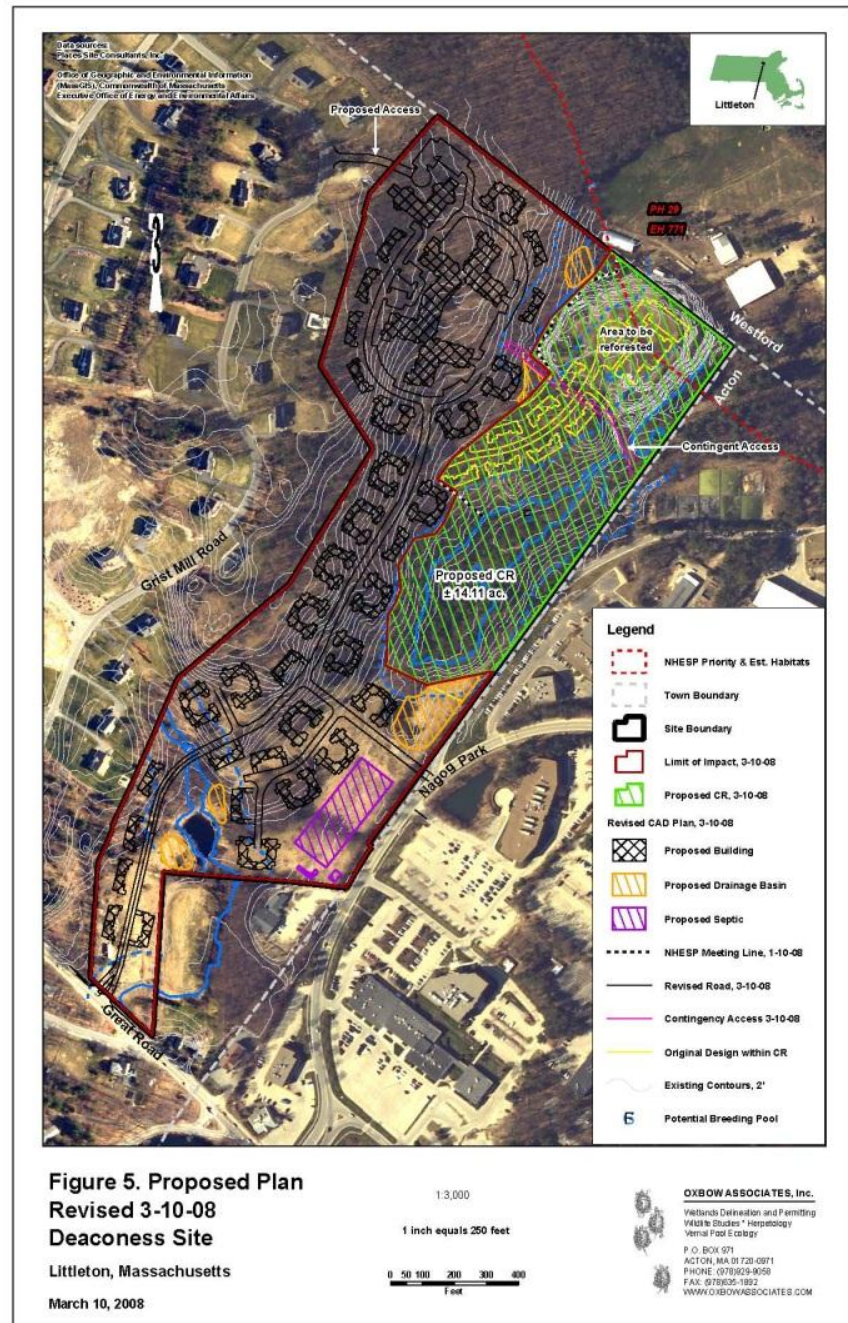 Data sources:
Places Site Consultants, Inc.
Office of Geographic and Environmental Information
(MassGIS), Commonwealth of Massachusetts
Executive Office of Energy and Environmental Affairs
Littleton
Proposed Access
PH 29
EH 771
Westford
Acton
Area to be
reforested
Contingent Access
Grist Mill Road
Proposed CR
± 14.11 ac.
Nagog Park
Great Road
Legend
NHESP Priority & Est. Habitats
Town Boundary
Site Boundary
Limit of Impact, 3-10-08
Proposed CR, 3-10-08
Revised CAD Plan, 3-10-08
Proposed Building
Proposed Drainage Basin
Proposed Septic
NHESP Meeting Line, 1-10-08
Revised Road, 3-10-08
Contingency Access 3-10-08
Original Design within CR
Existing Contours, 2'
Potential Breeding Pool
Figure 5. Proposed Plan
Revised 3-10-08
Deaconess Site
Littleton, Massachusetts
March 10, 2008
1:3,000
1 inch equals 250 feet
0 50 100 200 300 400
Feet
OXBOW ASSOCIATES, Inc.
Wetlands Delineation and Permitting
Wildlife Studies * Herpetology
Vernal Pool Ecology
P.O. BOX 971
ACTON, MA 01720-0971
PHONE: (978)929-9058
FAX: (978)635-1892
WWW.OXBOWASSOCIATES.COM